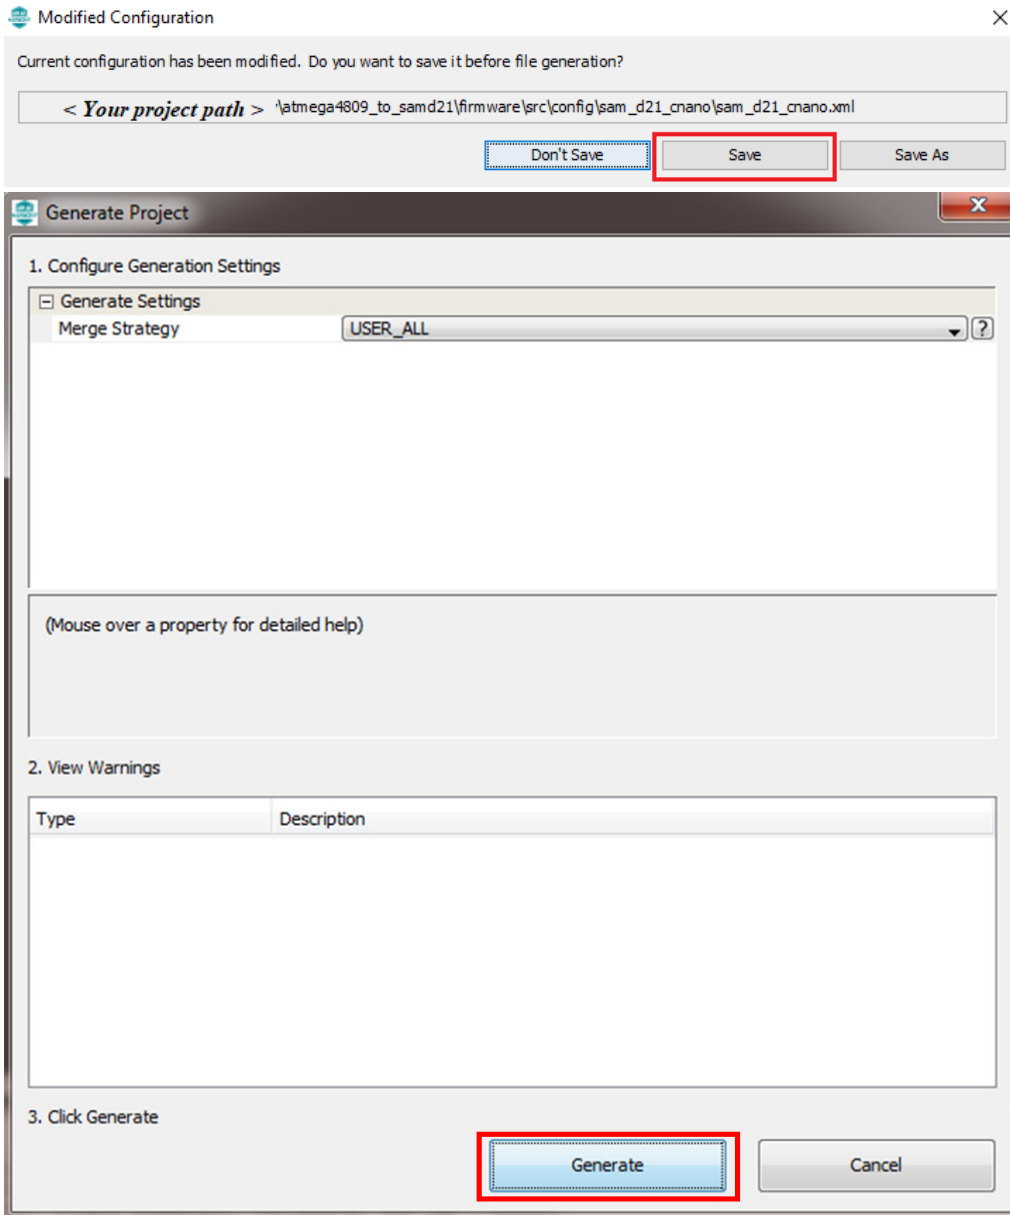 Modified Configuration
Current configuration has been modified. Do you want to save it before file generation?
< Your project path > \atmega4809_to_samd21\firmware\src\config\sam_d21_cnano\sam_d21_cnano.xml
Don't Save Save Save As
Generate Project
1. Configure Generation Settings
Generate Settings
Merge Strategy USER_ALL ?
(Mouse over a property for detailed help)
2. View Warnings
Type Description
3. Click Generate
Generate Cancel